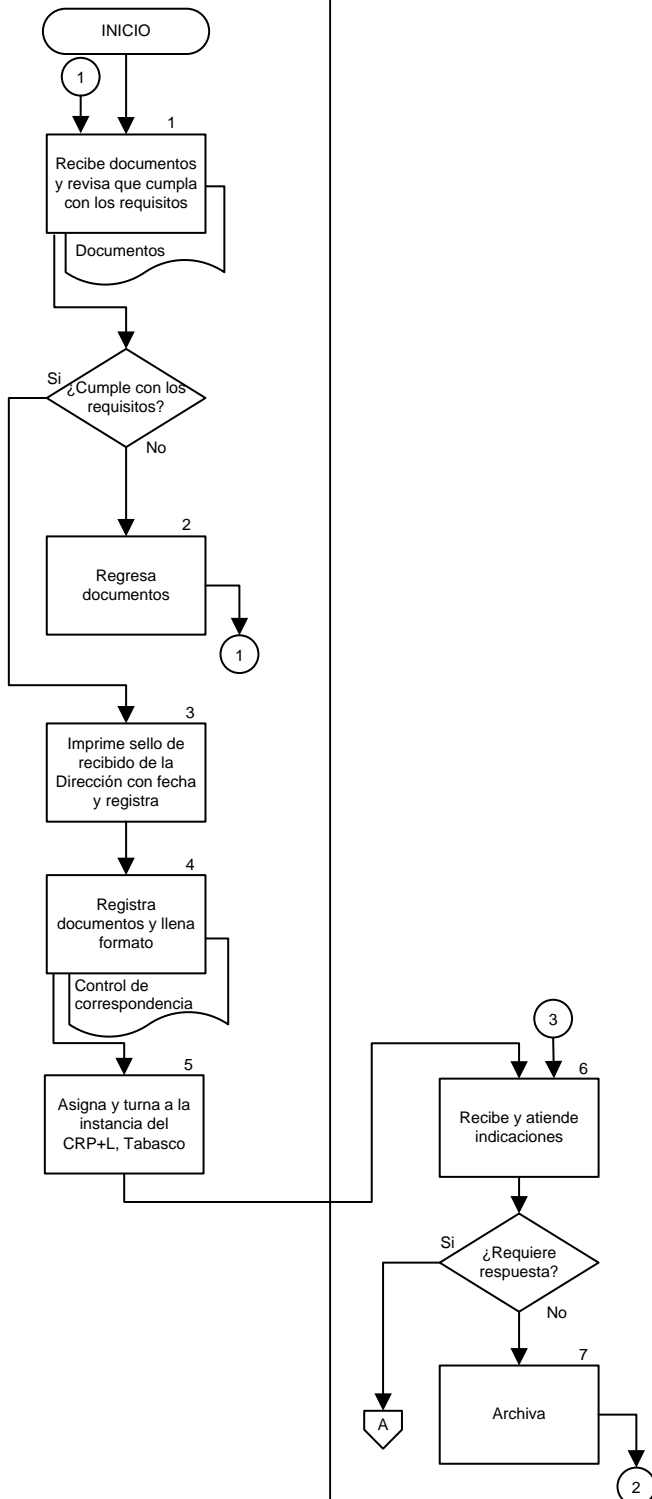 INICIO
1
1
Recibe documentos
y revisa que cumpla
con los requisitos
Documentos
Si
¿Cumple con los
requisitos?
No
2
Regresa
documentos
1
3
Imprime sello de
recibido de la
Dirección con fecha
y registra
4
Registra
documentos y llena
formato
Control de
correspondencia
5
Asigna y turna a la
instancia del
CRP+L, Tabasco
3
6
Recibe y atiende
indicaciones
Si
¿Requiere
respuesta?
No
A
7
Archiva
2